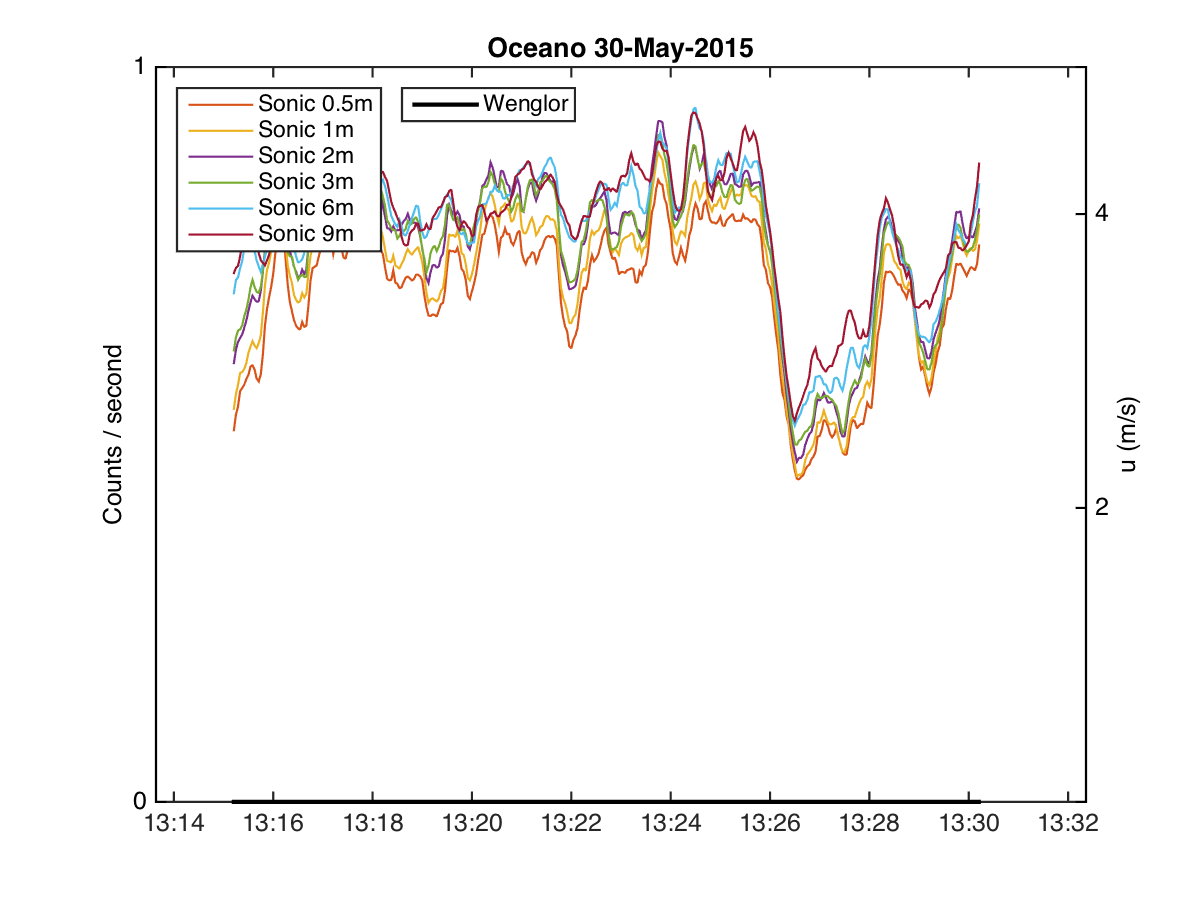 Oceano 30-May-2015
1
Sonic 0.5m
Sonic 1m
Sonic 2m
Sonic 3m
Sonic 6m
Sonic 9m
Wenglor
Counts / second
4
u (m/s)
2
0
13:14 13:16 13:18 13:20 13:22 13:24 13:26 13:28 13:30 13:32